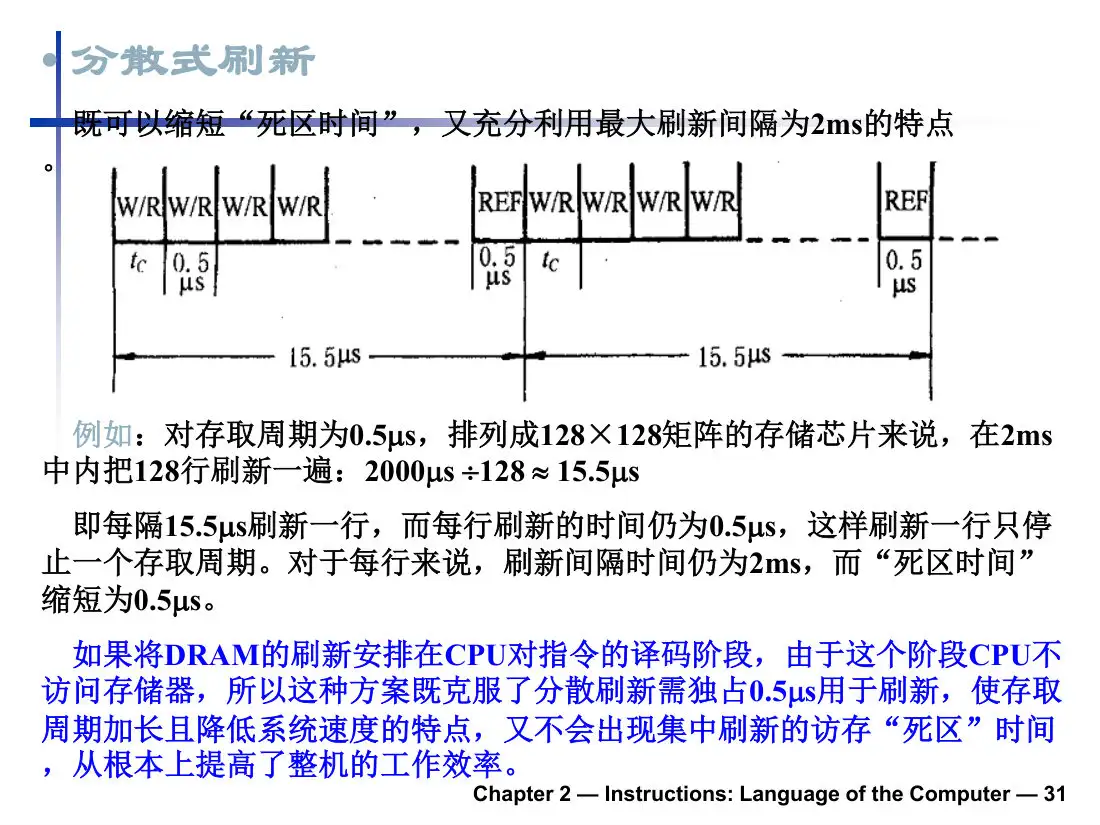 • 分散式刷新
既可以缩短“死区时间”，又充分利用最大刷新间隔为2ms的特点
。
W/R W/R W/R W/R REF W/R W/R W/R W/R REF
tC 0.5 μs 0.5 μs tC 0.5 μs
15.5μs 15.5μs
例如：对存取周期为0.5μs，排列成128×128矩阵的存储芯片来说，在2ms
中内把128行刷新一遍：2000μs ÷128 ≈ 15.5μs
即每隔15.5μs刷新一行，而每行刷新的时间仍为0.5μs，这样刷新一行只停
止一个存取周期。对于每行来说，刷新间隔时间仍为2ms，而“死区时间”
缩短为0.5μs。
如果将DRAM的刷新安排在CPU对指令的译码阶段，由于这个阶段CPU不
访问存储器，所以这种方案既克服了分散刷新需独占0.5μs用于刷新，使存取
周期加长且降低系统速度的特点，又不会出现集中刷新的访存“死区”时间
，从根本上提高了整机的工作效率。
Chapter 2 — Instructions: Language of the Computer — 31